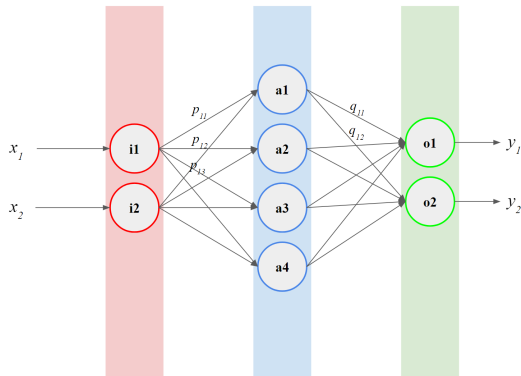 a1
p₁₁
q₁₁
x₁
i1
p₁₂
a2
q₁₂
o1
y₁
p₁₃
x₂
i2
a3
o2
y₂
a4